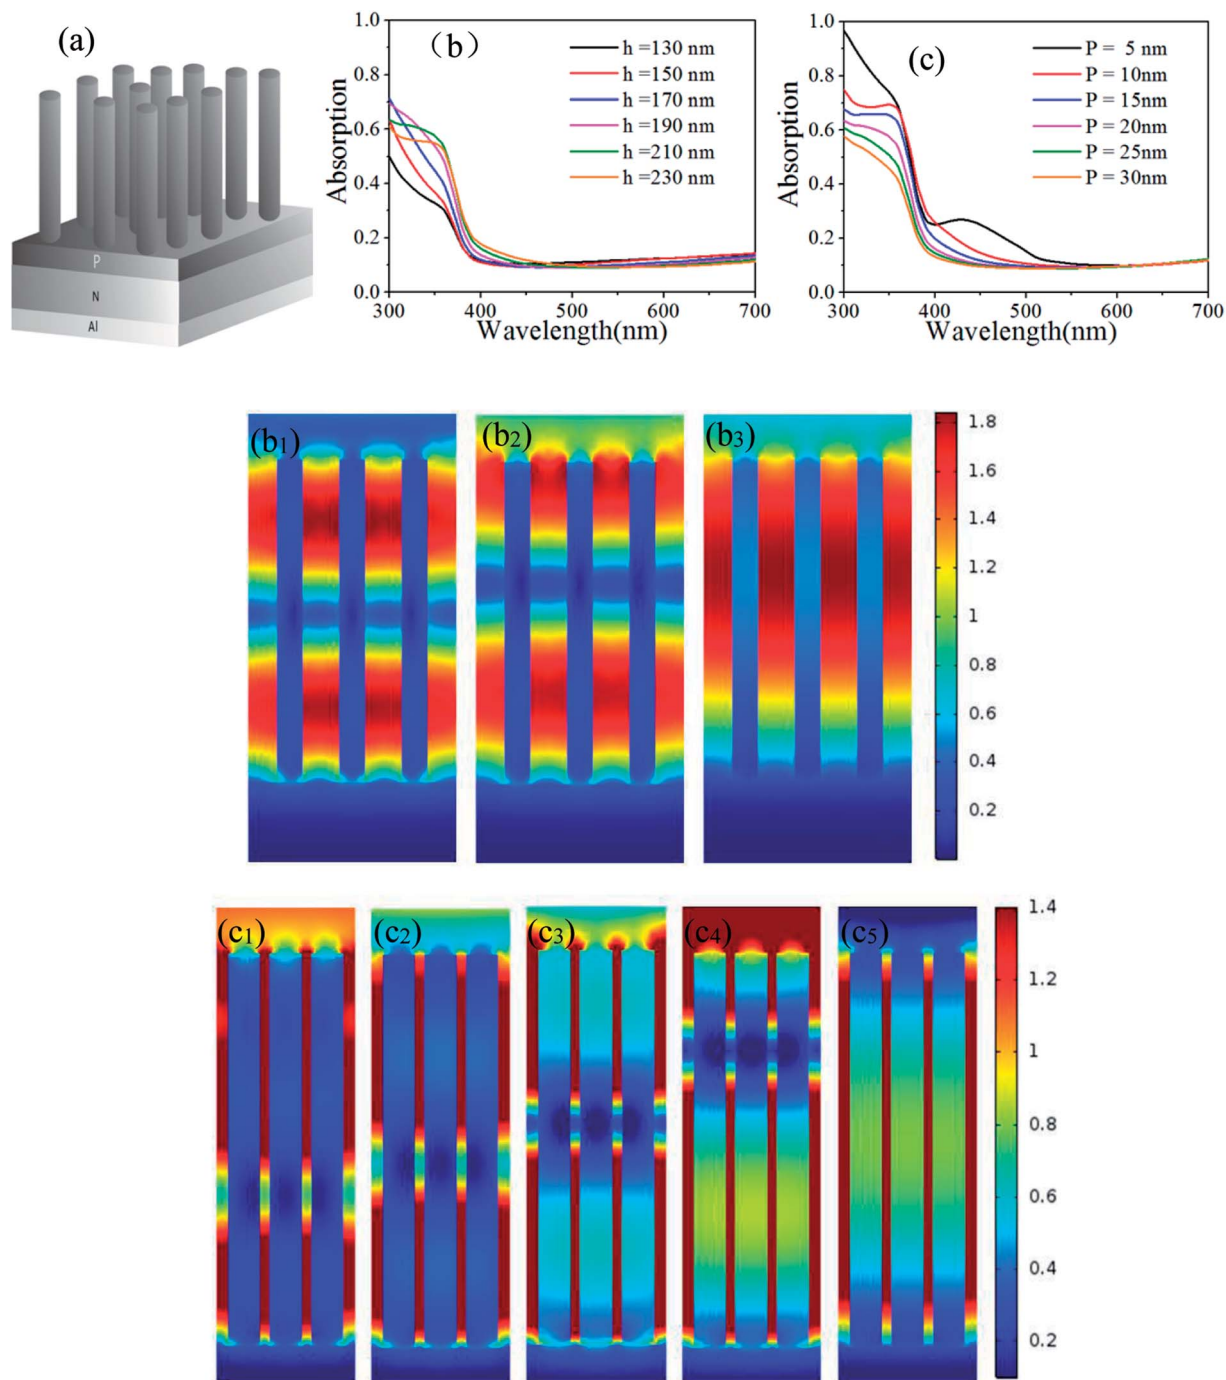 (a)
P
N
Al
(b)
Absorption
1.0
0.8
0.6
0.4
0.2
0.0
h =130 nm
h =150 nm
h =170 nm
h =190 nm
h =210 nm
h =230 nm
300 400 500 600 700
Wavelength(nm)
(c)
Absorption
1.0
0.8
0.6
0.4
0.2
0.0
P = 5 nm
P = 10nm
P = 15nm
P = 20nm
P = 25nm
P = 30nm
300 400 500 600 700
Wavelength(nm)
(b1) (b2) (b3)
1.8
1.6
1.4
1.2
1
0.8
0.6
0.4
0.2
(c1) (c2) (c3) (c4) (c5)
1.4
1.2
1
0.8
0.6
0.4
0.2